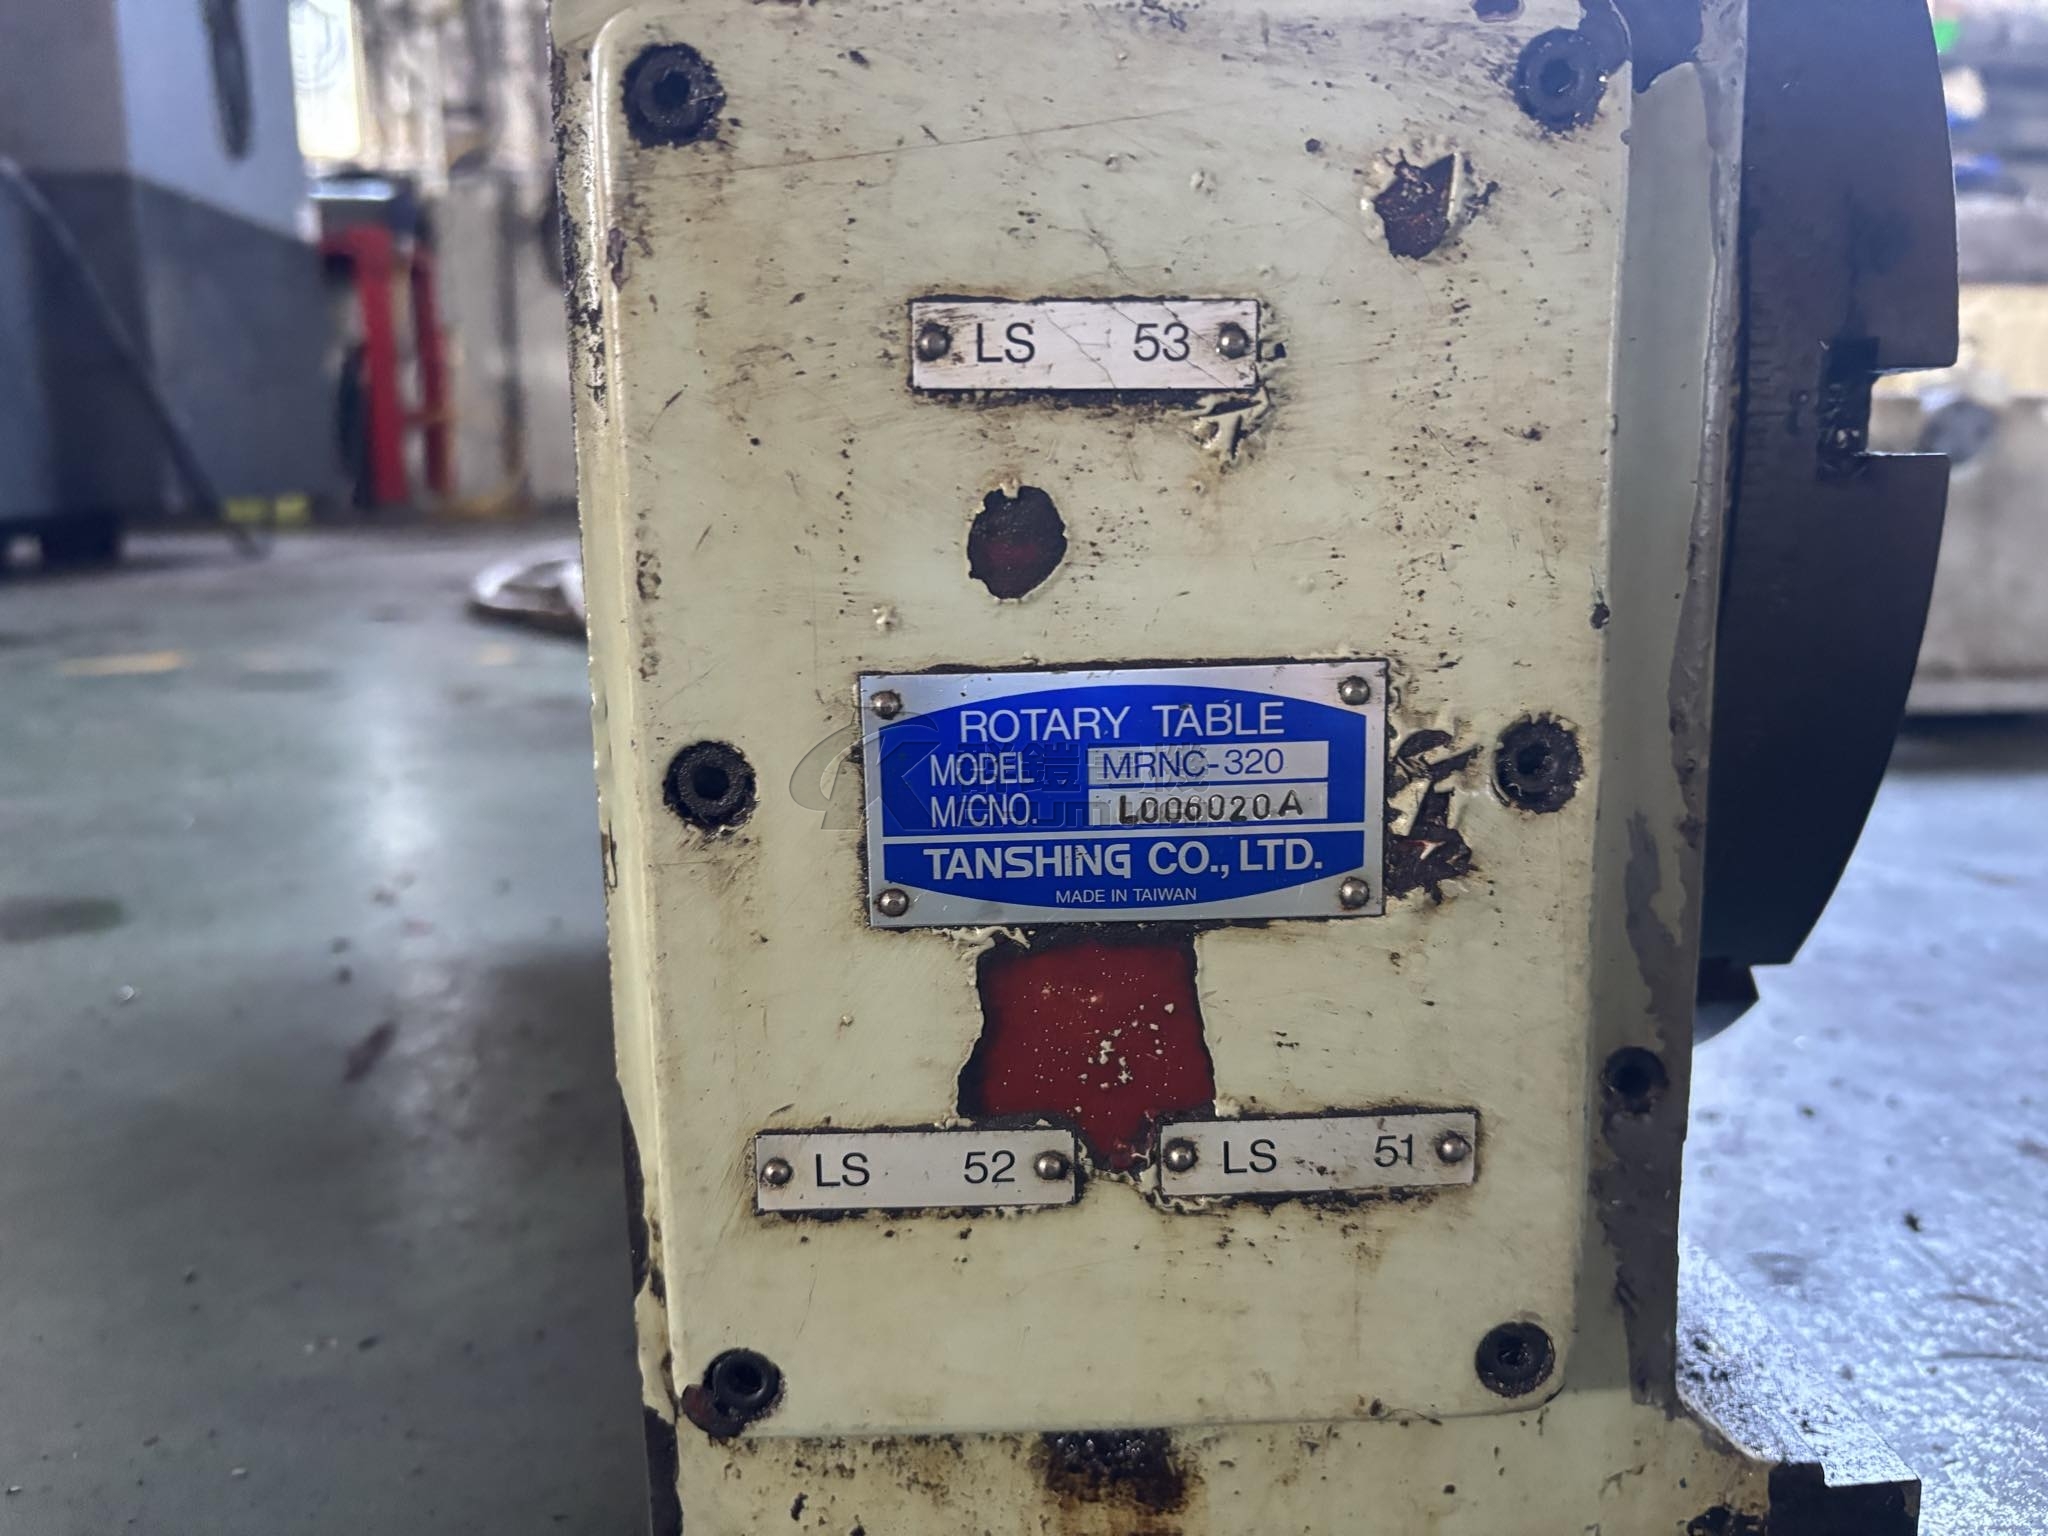 LS 53
ROTARY TABLE
MODEL MRNC-320
M/CNO. L006020A
TANSHING CO., LTD.
MADE IN TAIWAN
LS 52
LS 51